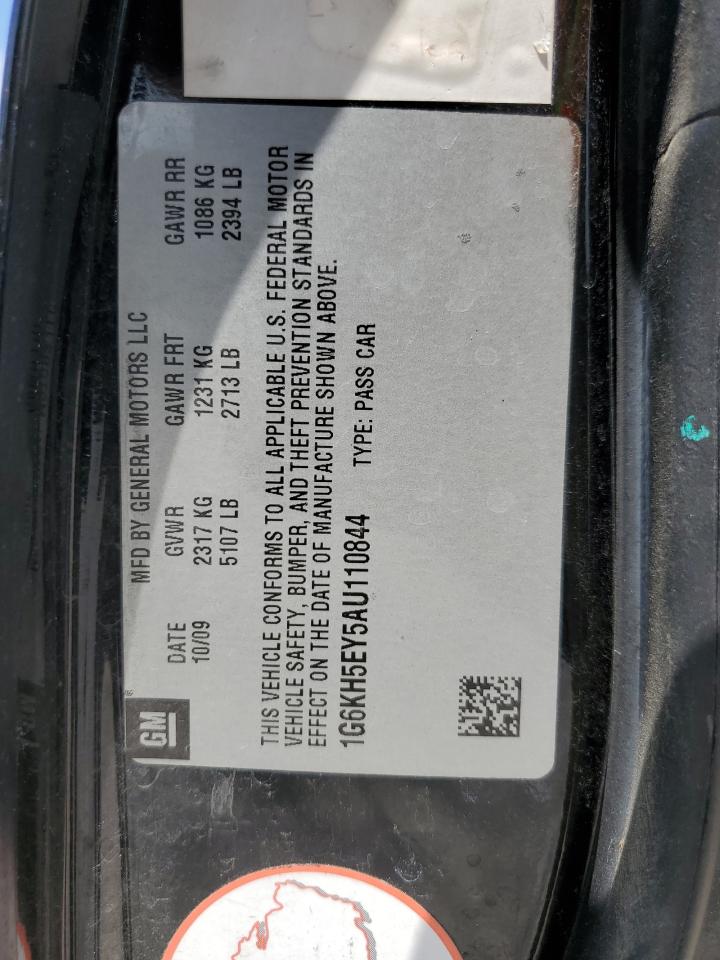 GM
MFD BY GENERAL MOTORS LLC
DATE GVWR GAWR FRT GAWR RR
10/09 2317 KG 1231 KG 1086 KG
5107 LB 2713 LB 2394 LB
THIS VEHICLE CONFORMS TO ALL APPLICABLE U.S. FEDERAL MOTOR
VEHICLE SAFETY, BUMPER, AND THEFT PREVENTION STANDARDS IN
EFFECT ON THE DATE OF MANUFACTURE SHOWN ABOVE.
1G6KH5EY5AU110844 TYPE: PASS CAR